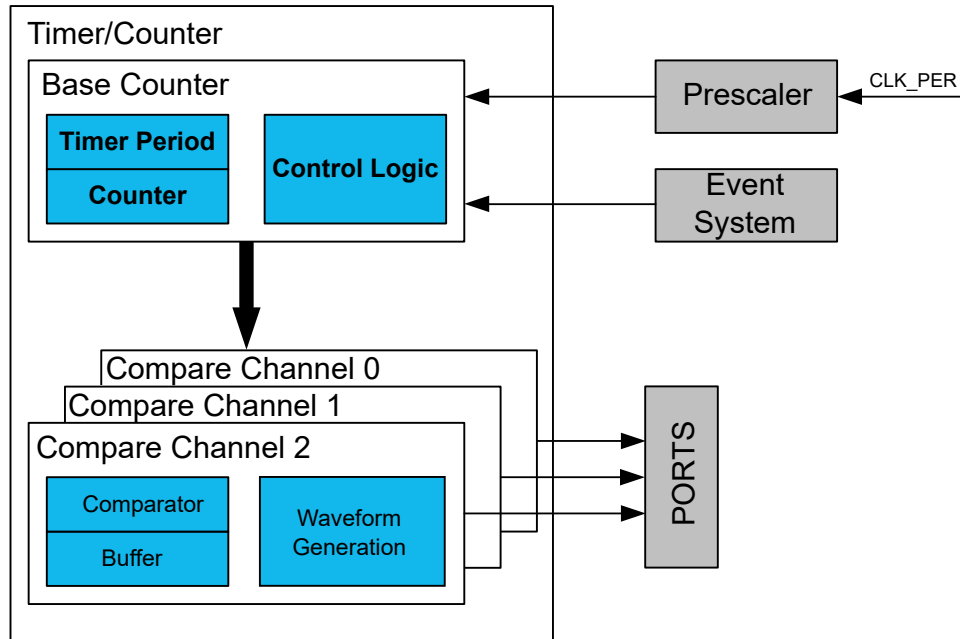 Timer/Counter
Base Counter
Timer Period
Counter
Control Logic
Prescaler
CLK_PER
Event
System
Compare Channel 0
Compare Channel 1
Compare Channel 2
Comparator
Buffer
Waveform
Generation
PORTS